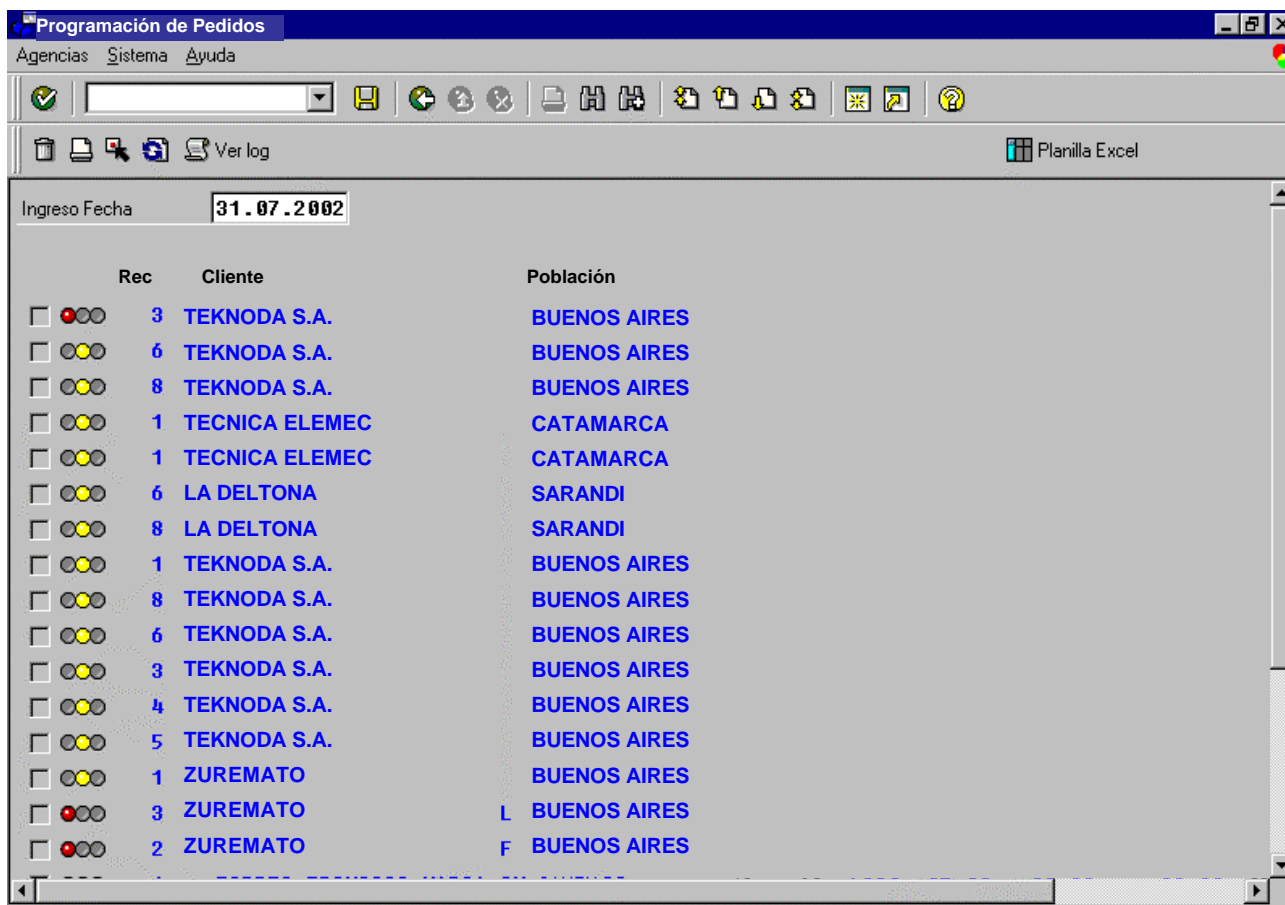 Programación de Pedidos
Agencias Sistema Ayuda
Ver log Planilla Excel
Ingreso Fecha 31.07.2002
Rec Cliente Población
3 TEKNODA S.A. BUENOS AIRES
6 TEKNODA S.A. BUENOS AIRES
8 TEKNODA S.A. BUENOS AIRES
1 TECNICA ELEMEC CATAMARCA
1 TECNICA ELEMEC CATAMARCA
6 LA DELTONA SARANDI
8 LA DELTONA SARANDI
1 TEKNODA S.A. BUENOS AIRES
8 TEKNODA S.A. BUENOS AIRES
6 TEKNODA S.A. BUENOS AIRES
3 TEKNODA S.A. BUENOS AIRES
4 TEKNODA S.A. BUENOS AIRES
5 TEKNODA S.A. BUENOS AIRES
1 ZUREMATO BUENOS AIRES
3 ZUREMATO L BUENOS AIRES
2 ZUREMATO F BUENOS AIRES